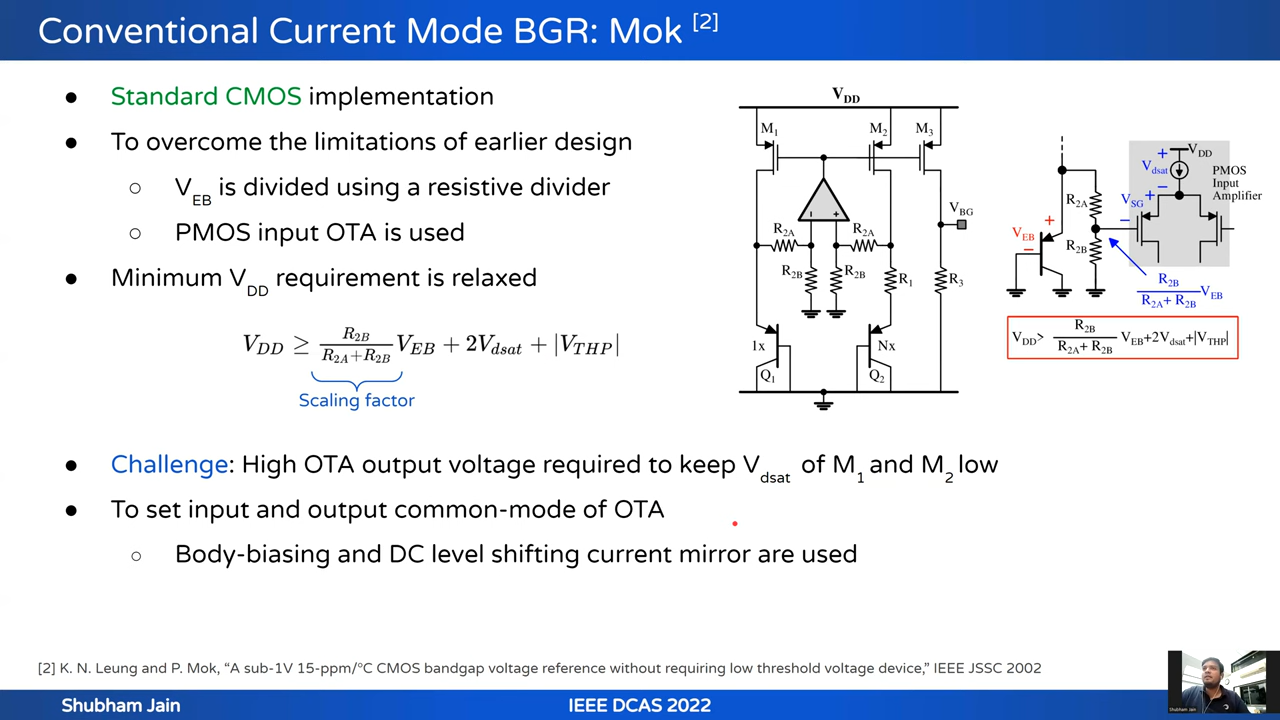 Conventional Current Mode BGR: Mok [2]
● Standard CMOS implementation
● To overcome the limitations of earlier design
○ VEB is divided using a resistive divider
○ PMOS input OTA is used
● Minimum VDD requirement is relaxed
VDD ≥ R2B / (R2A+R2B) VEB + 2Vdsat + |VTHP|
Scaling factor
● Challenge: High OTA output voltage required to keep Vdsat of M1 and M2 low
● To set input and output common-mode of OTA
○ Body-biasing and DC level shifting current mirror are used
VDD
M1 M2 M3
- +
VBG
R2A R2A
R2B R2B R1 R3
1x Nx
Q1 Q2
+ VDD
Vdsat PMOS
- Input
R2A VSG + Amplifier
-
+
VEB R2B
-
R2B / (R2A+ R2B) VEB
VDD> R2B / (R2A+ R2B) VEB+2Vdsat+|VTHP|
[2] K. N. Leung and P. Mok, “A sub-1V 15-ppm/°C CMOS bandgap voltage reference without requiring low threshold voltage device,” IEEE JSSC 2002
Shubham Jain
Shubham Jain IEEE DCAS 2022